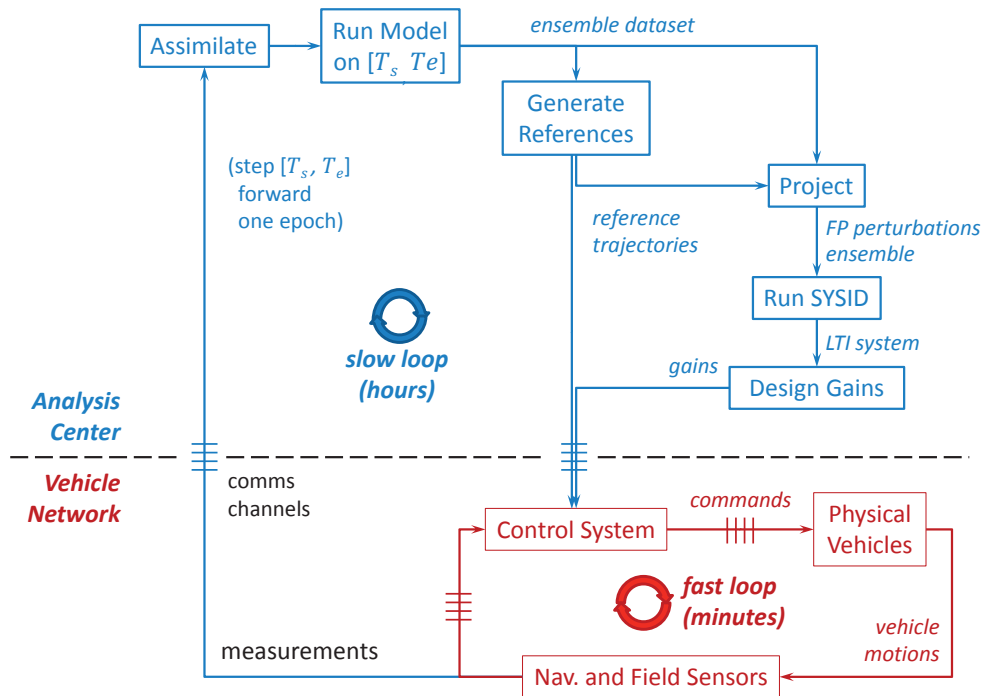 Assimilate
Run Model
on [T_s, Te]
ensemble dataset
Generate
References
(step [T_s, T_e]
forward
one epoch)
Project
reference
trajectories
FP perturbations
ensemble
Run SYSID
slow loop
(hours)
LTI system
gains
Design Gains
Analysis
Center
Vehicle
Network
comms
channels
commands
Control System
Physical
Vehicles
fast loop
(minutes)
vehicle
motions
measurements
Nav. and Field Sensors